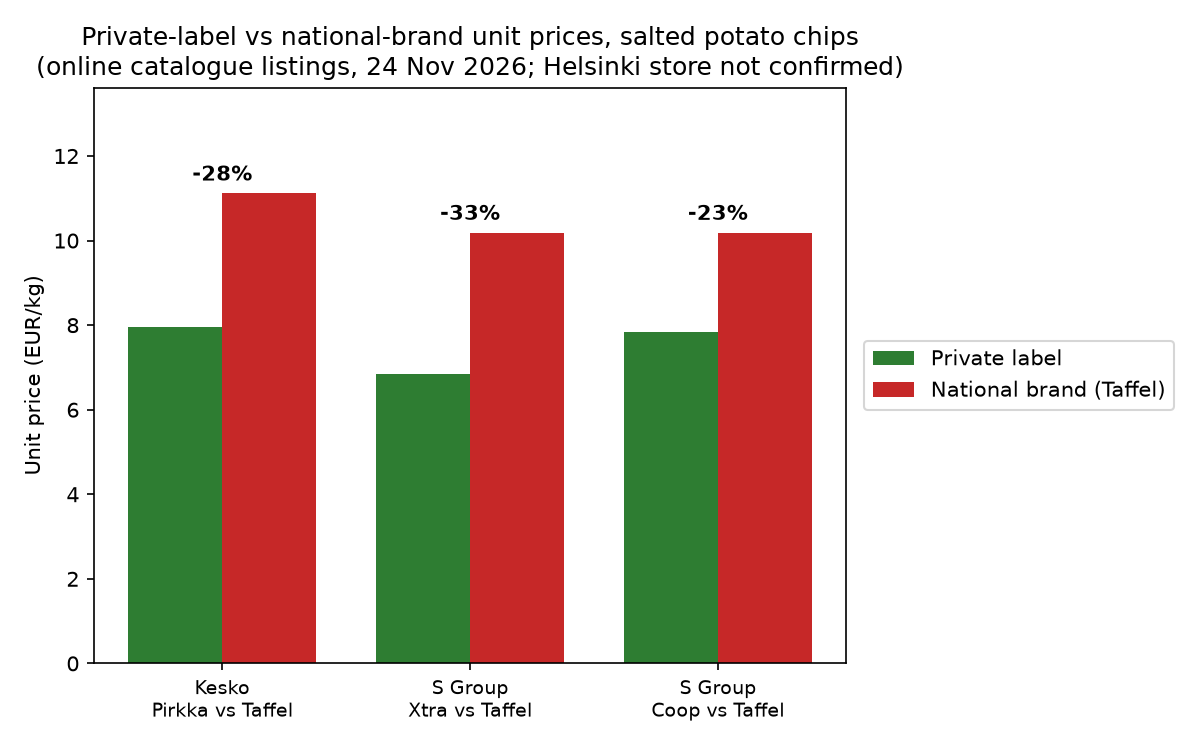 Private-label vs national-brand unit prices, salted potato chips
(online catalogue listings, 24 Nov 2026; Helsinki store not confirmed)
Unit price (EUR/kg)
12
10
8
6
4
2
0
-28%
-33%
-23%
Private label
National brand (Taffel)
Kesko
Pirkka vs Taffel
S Group
Xtra vs Taffel
S Group
Coop vs Taffel